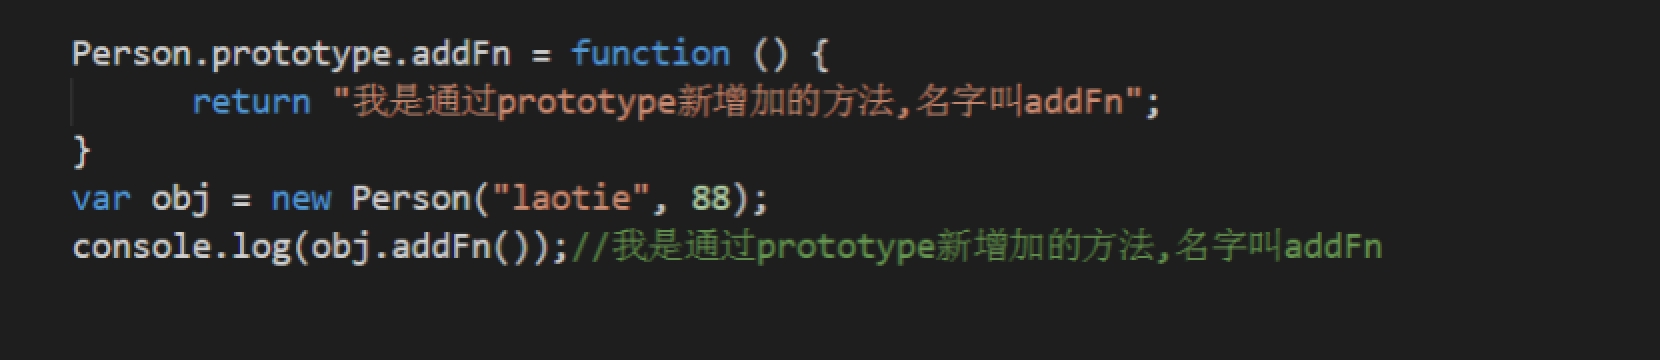 Person.prototype.addFn = function () {
return "我是通过prototype新增加的方法,名字叫addFn";
}
var obj = new Person("laotie", 88);
console.log(obj.addFn());//我是通过prototype新增加的方法,名字叫addFn